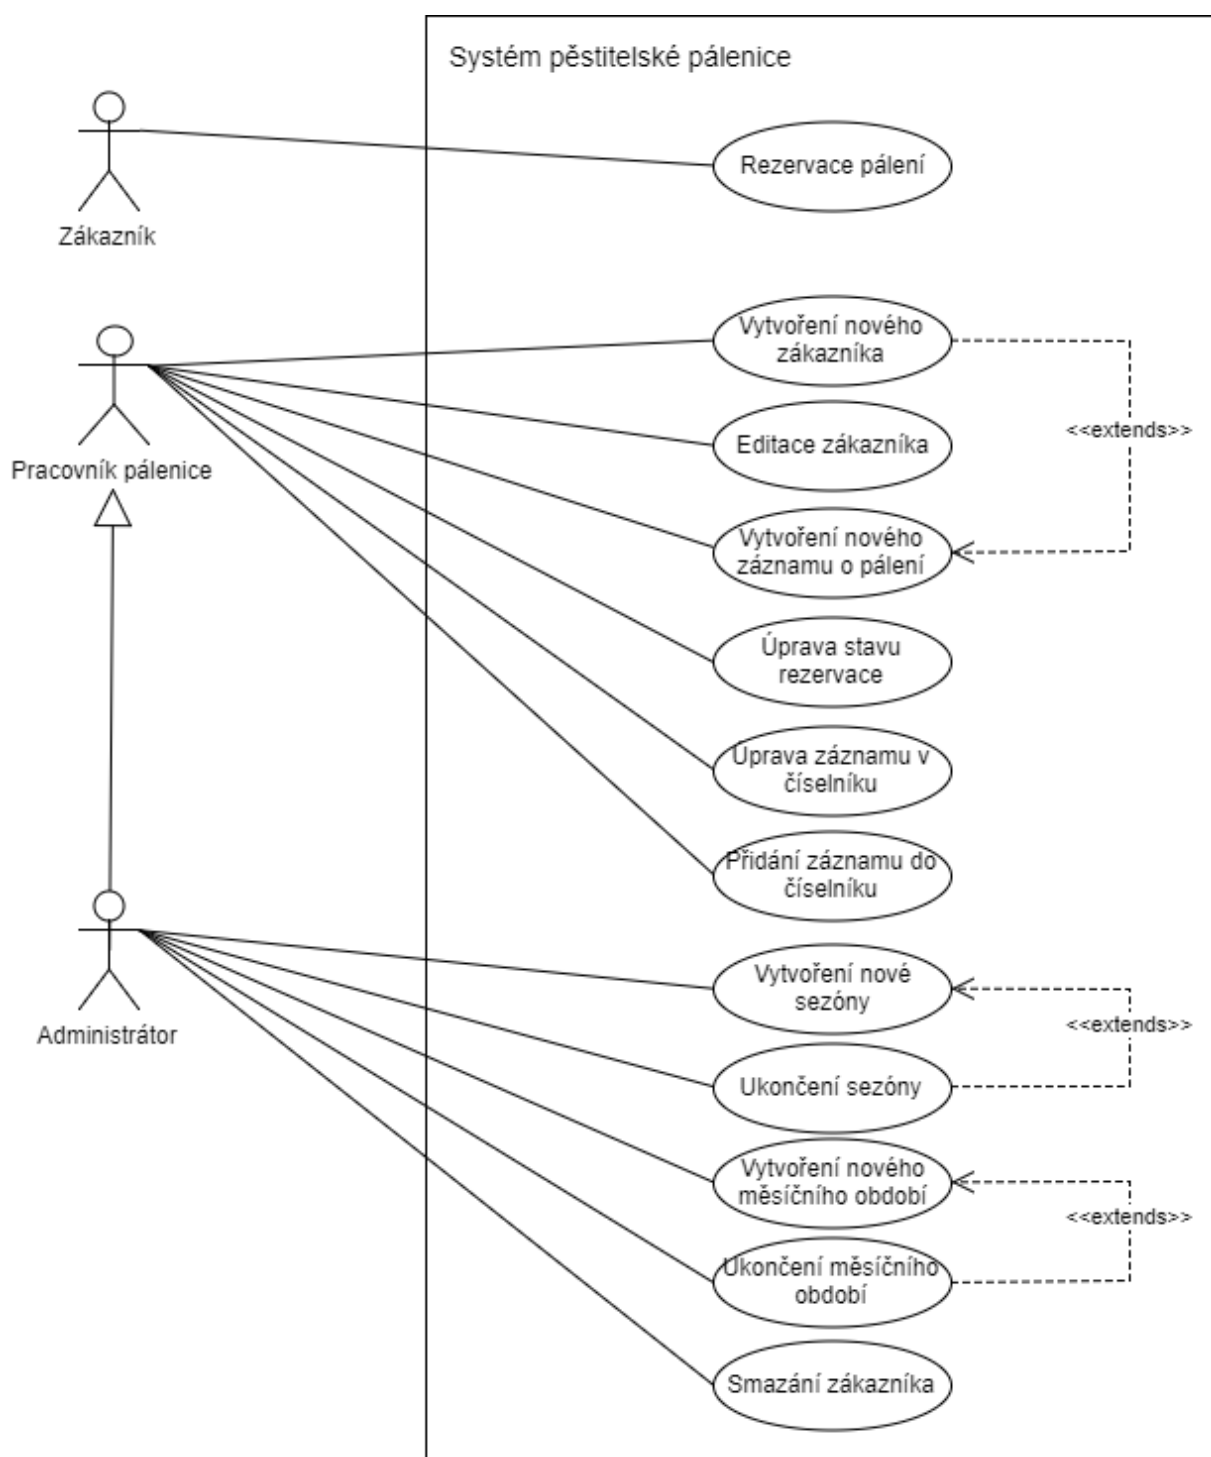 Systém pěstitelské pálenice
Rezervace pálení
Zákazník
Vytvoření nového
zákazníka
<<extends>>
Editace zákazníka
Pracovník pálenice
Vytvoření nového
záznamu o pálení
Úprava stavu
rezervace
Úprava záznamu v
číselníku
Přidání záznamu do
číselníku
Vytvoření nové
sezóny
<<extends>>
Administrátor
Ukončení sezóny
Vytvoření nového
měsíčního období
<<extends>>
Ukončení měsíčního
období
Smazání zákazníka